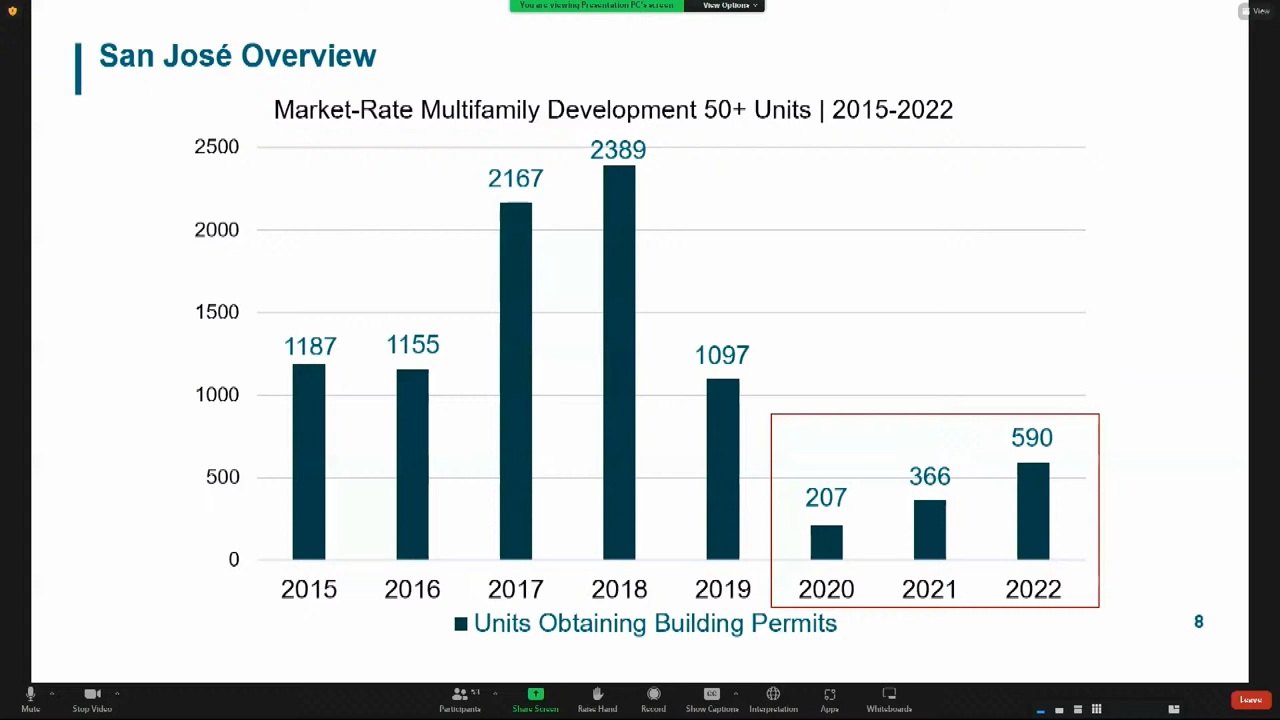 You are viewing Presentation PC's screen
View Options
View
San José Overview
Market-Rate Multifamily Development 50+ Units | 2015-2022
2500
2000
1500
1000
500
0
1187
1155
2167
2389
1097
207
366
590
2015 2016 2017 2018 2019 2020 2021 2022
Units Obtaining Building Permits
8
Mute
Stop Video
Participants
Share Screen
Raise Hand
Record
CC
Show Captions
Interpretation
Apps
Whiteboards
Leave